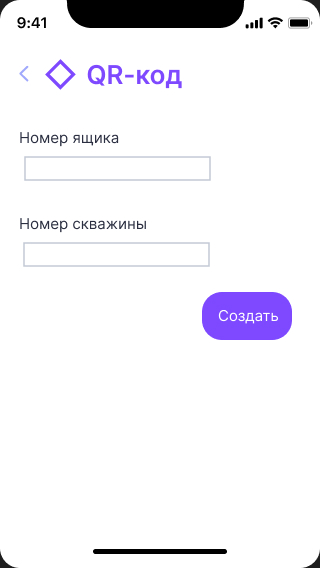 9:41
QR-код
Номер ящика
Номер скважины
Создать